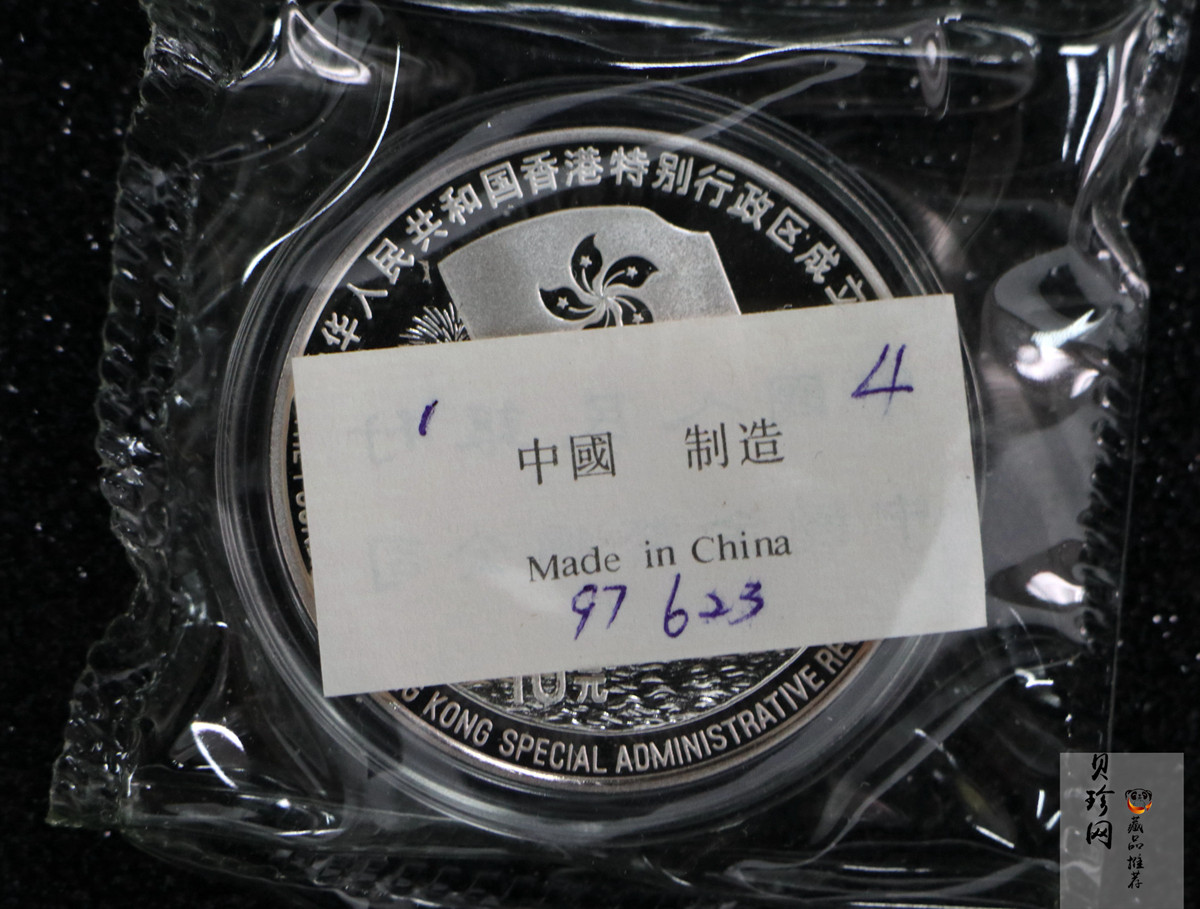 华人民共和国香港特别行政区成立
1 4
中國 制造
Made in China
97 623
10元
KONG SPECIAL ADMINISTRATIVE RE
贝珍网
藏品推荐